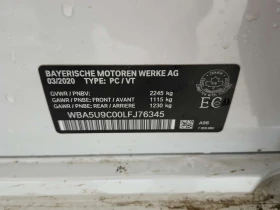 BAYERISCHE MOTOREN WERKE AG
03/2020 TYPE: PC / VT
GVWR / PNBV: 2245 kg
GAWR / PNBE: FRONT / AVANT 1115 kg
GAWR / PNBE: REAR / ARRIERE 1230 kg
WBA5U9C00LFJ76345
A96
EC